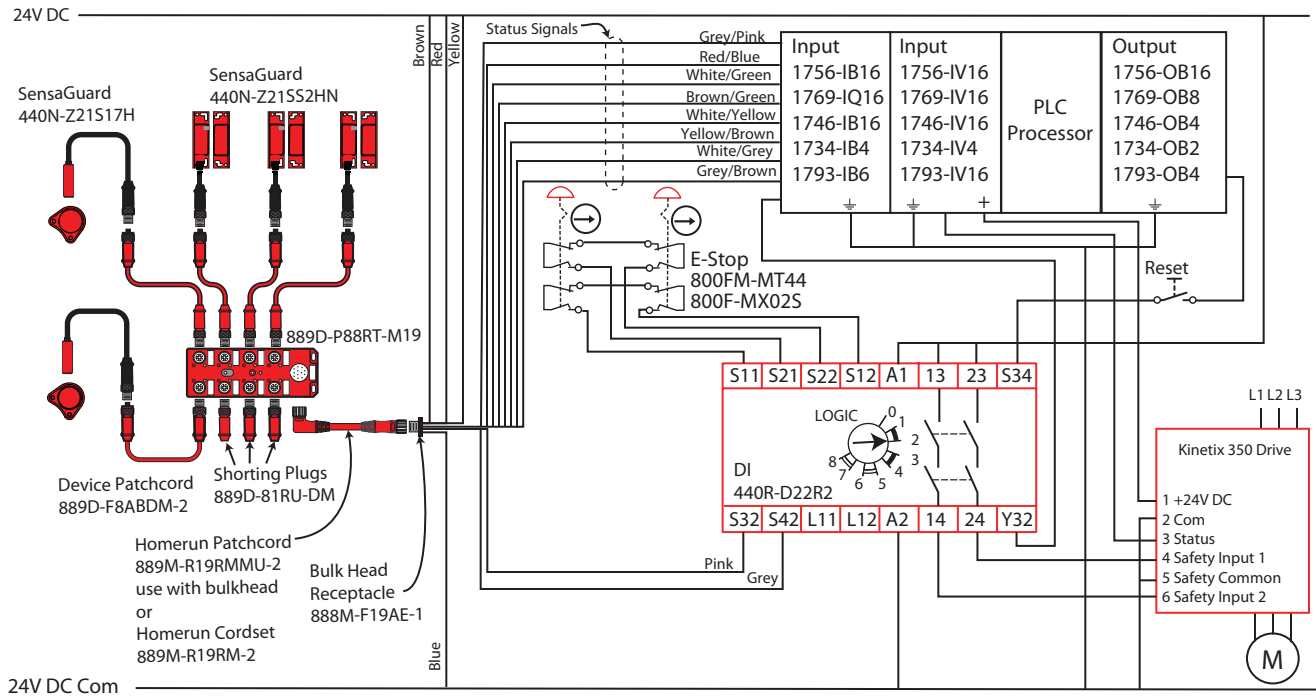 24V DC
Brown
Red
Yellow
Status Signals
Grey/Pink
Red/Blue
White/Green
Brown/Green
White/Yellow
Yellow/Brown
White/Grey
Grey/Brown
Input
1756-IB16
1769-IQ16
1746-IB16
1734-IB4
1793-IB6
Input
1756-IV16
1769-IV16
1746-IV16
1734-IV4
1793-IV16
+
PLC
Processor
Output
1756-OB16
1769-OB8
1746-OB4
1734-OB2
1793-OB4
SensaGuard
440N-Z21S17H
SensaGuard
440N-Z21SS2HN
E-Stop
800FM-MT44
800F-MX02S
Reset
889D-P88RT-M19
S11 S21 S22 S12 A1 13 23 S34
LOGIC
0
1
2
3
4
5
6
7
8
DI
440R-D22R2
S32 S42 L11 L12 A2 14 24 Y32
L1 L2 L3
Kinetix 350 Drive
1 +24V DC
2 Com
3 Status
4 Safety Input 1
5 Safety Common
6 Safety Input 2
M
Device Patchcord
889D-F8ABDM-2
Shorting Plugs
889D-81RU-DM
Homerun Patchcord
889M-R19RMMU-2
use with bulkhead
or
Homerun Cordset
889M-R19RM-2
Bulk Head
Receptacle
888M-F19AE-1
Pink
Grey
Blue
24V DC Com